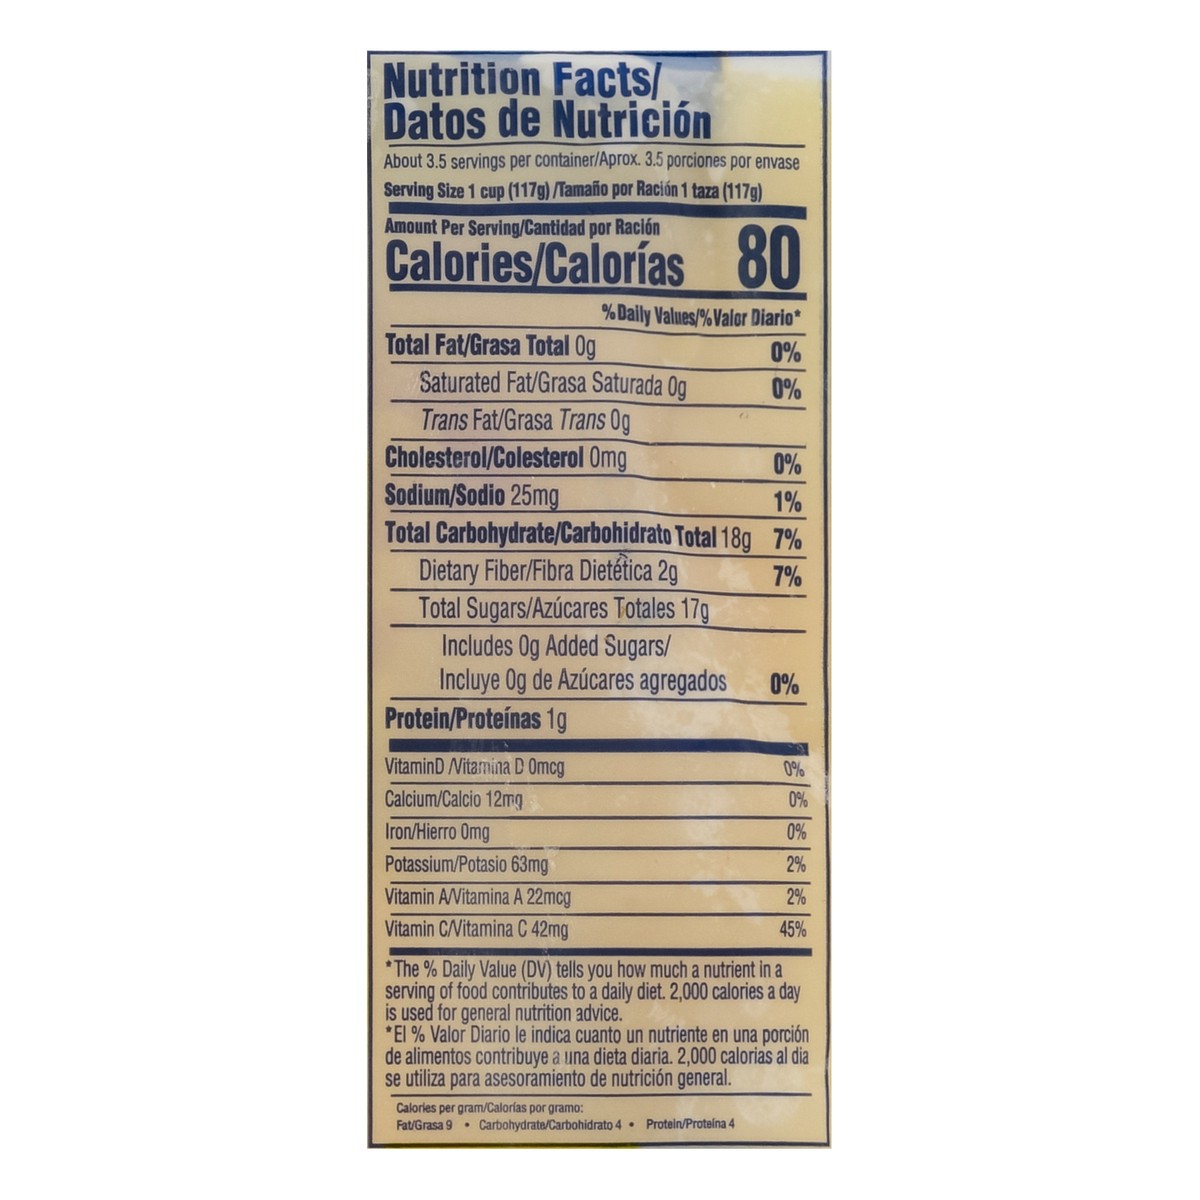 Nutrition Facts/
Datos de Nutrición
About 3.5 servings per container/Aprox. 3.5 porciones por envase
Serving Size 1 cup (117g) /Tamaño por Ración 1 taza (117g)
Amount Per Serving/Cantidad por Ración
Calories/Calorías 80
% Daily Values/% Valor Diario*
Total Fat/Grasa Total 0g 0%
Saturated Fat/Grasa Saturada 0g 0%
Trans Fat/Grasa Trans 0g
Cholesterol/Colesterol 0mg 0%
Sodium/Sodio 25mg 1%
Total Carbohydrate/Carbohidrato Total 18g 7%
Dietary Fiber/Fibra Dietética 2g 7%
Total Sugars/Azúcares Totales 17g
Includes 0g Added Sugars/
Incluye 0g de Azúcares agregados 0%
Protein/Proteínas 1g
VitaminD /Vitamina D 0mcg 0%
Calcium/Calcio 12mg 0%
Iron/Hierro 0mg 0%
Potassium/Potasio 63mg 2%
Vitamin A/Vitamina A 22mcg 2%
Vitamin C/Vitamina C 42mg 45%
*The % Daily Value (DV) tells you how much a nutrient in a
serving of food contributes to a daily diet. 2,000 calories a day
is used for general nutrition advice.
*El % Valor Diario le indica cuanto un nutriente en una porción
de alimentos contribuye a una dieta diaria. 2,000 calorias al dia
se utiliza para asesoramiento de nutrición general.
Calories per gram/Calorías por gramo:
Fat/Grasa 9 • Carbohydrate/Carbohidrato 4 • Protein/Proteína 4